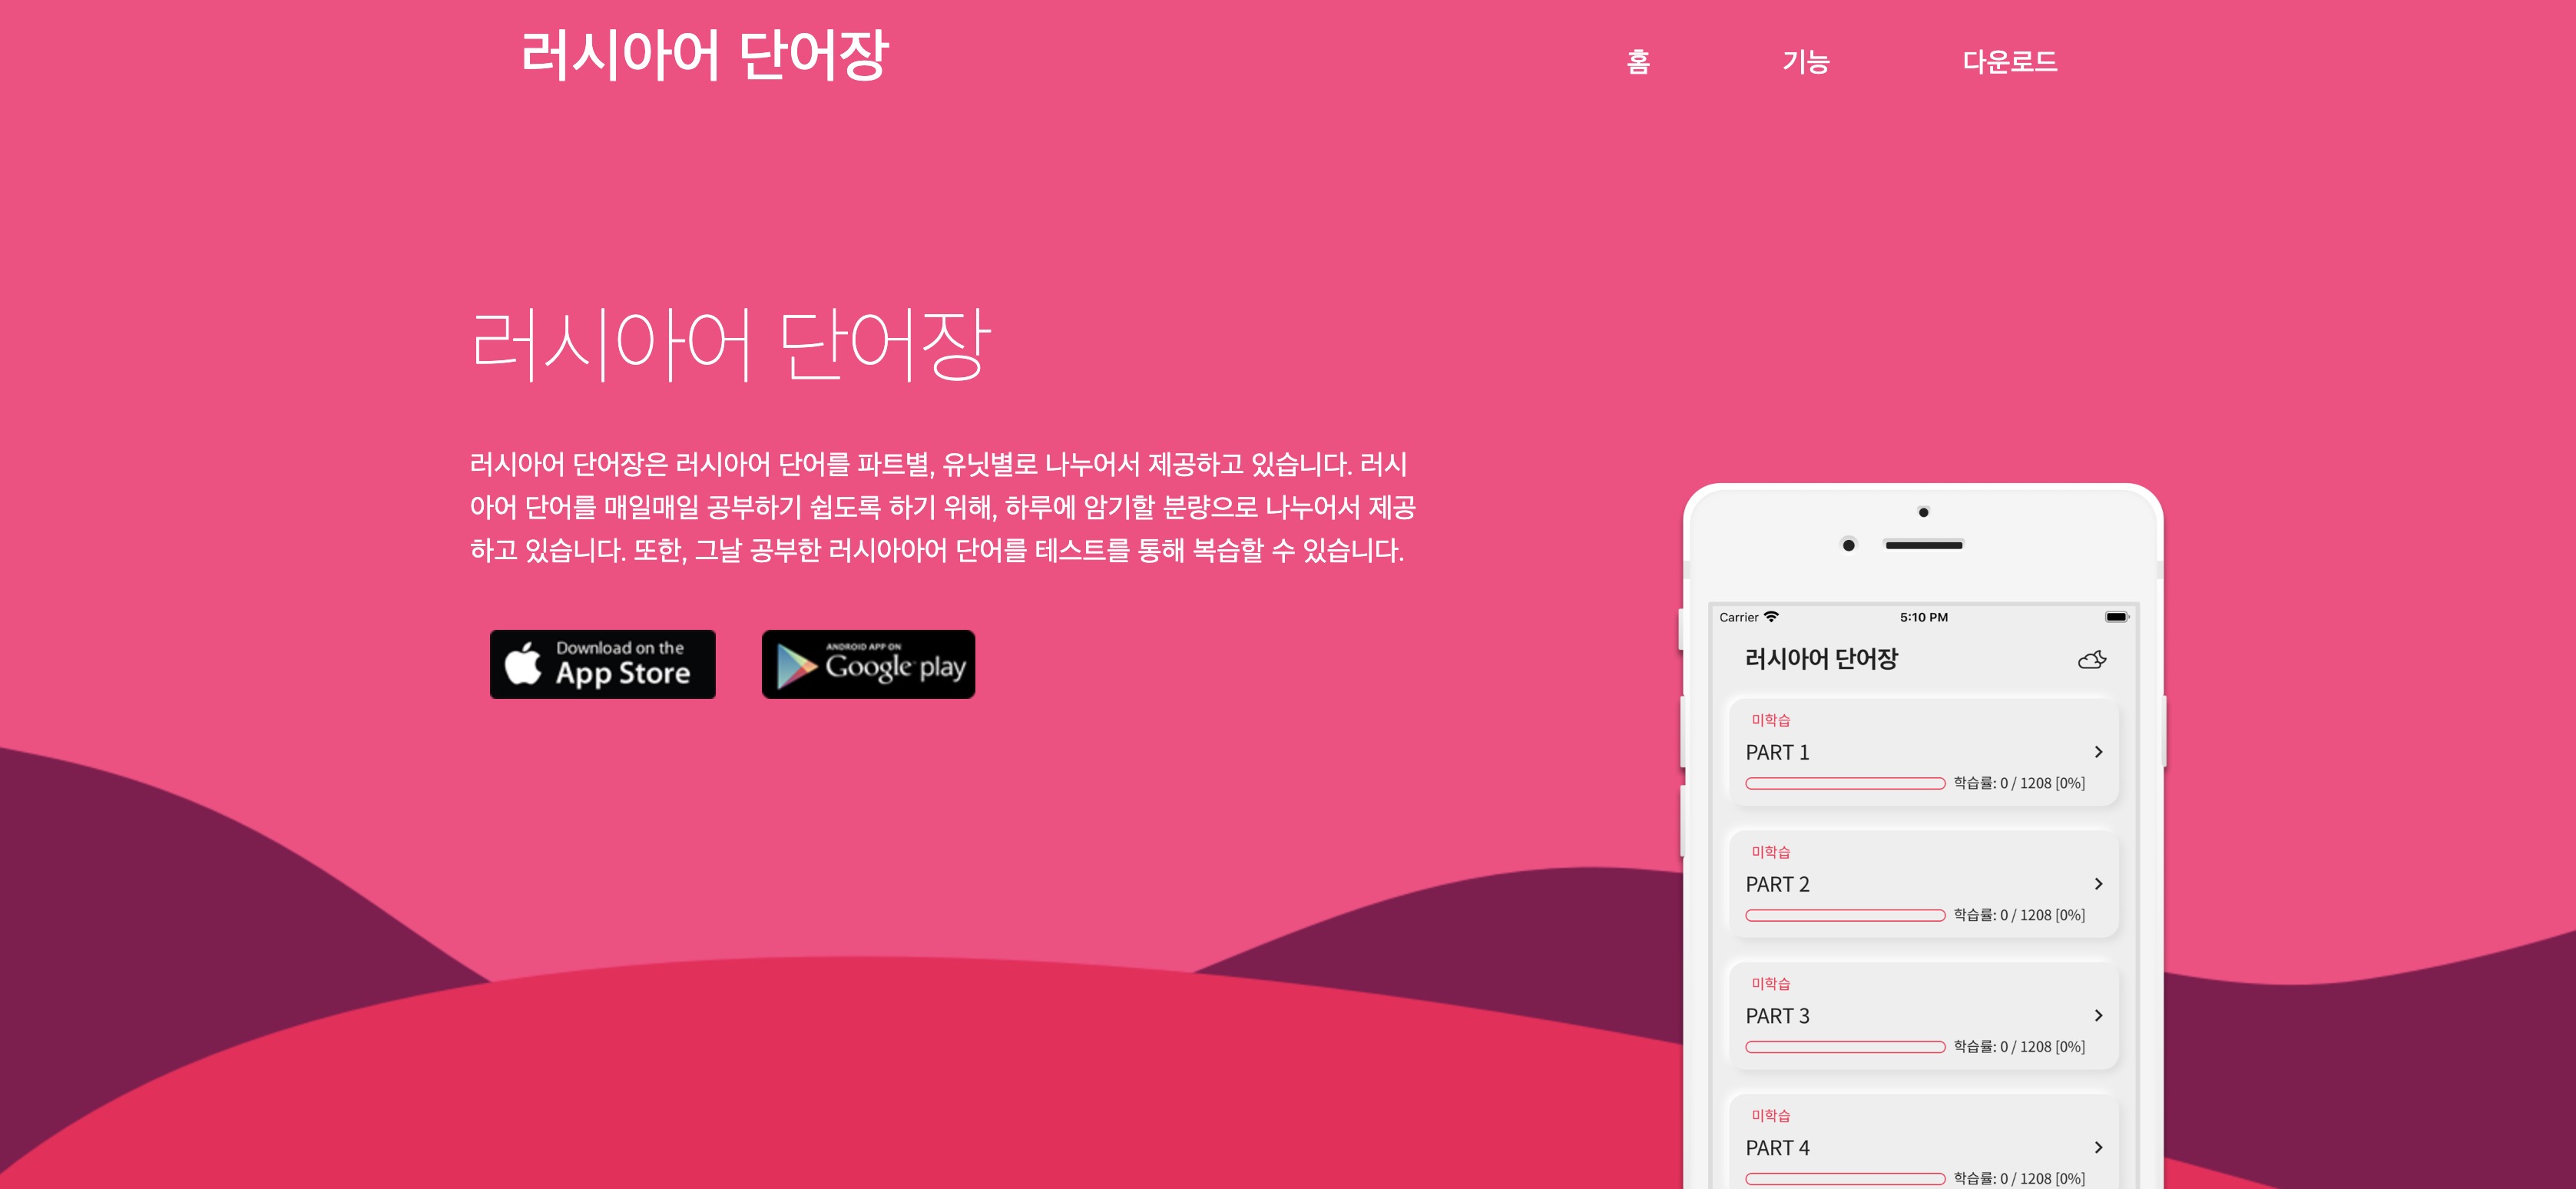 러시아어 단어장
홈
기능
다운로드
러시아어 단어장
러시아어 단어장은 러시아어 단어를 파트별, 유닛별로 나누어서 제공하고 있습니다. 러시
아어 단어를 매일매일 공부하기 쉽도록 하기 위해, 하루에 암기할 분량으로 나누어서 제공
하고 있습니다. 또한, 그날 공부한 러시아아어 단어를 테스트를 통해 복습할 수 있습니다.
Download on the
App Store
ANDROID APP ON
Google play
Carrier
5:10 PM
러시아어 단어장
미학습
PART 1
학습률: 0 / 1208 [0%]
미학습
PART 2
학습률: 0 / 1208 [0%]
미학습
PART 3
학습률: 0 / 1208 [0%]
미학습
PART 4
학습률: 0 / 1208 [0%]